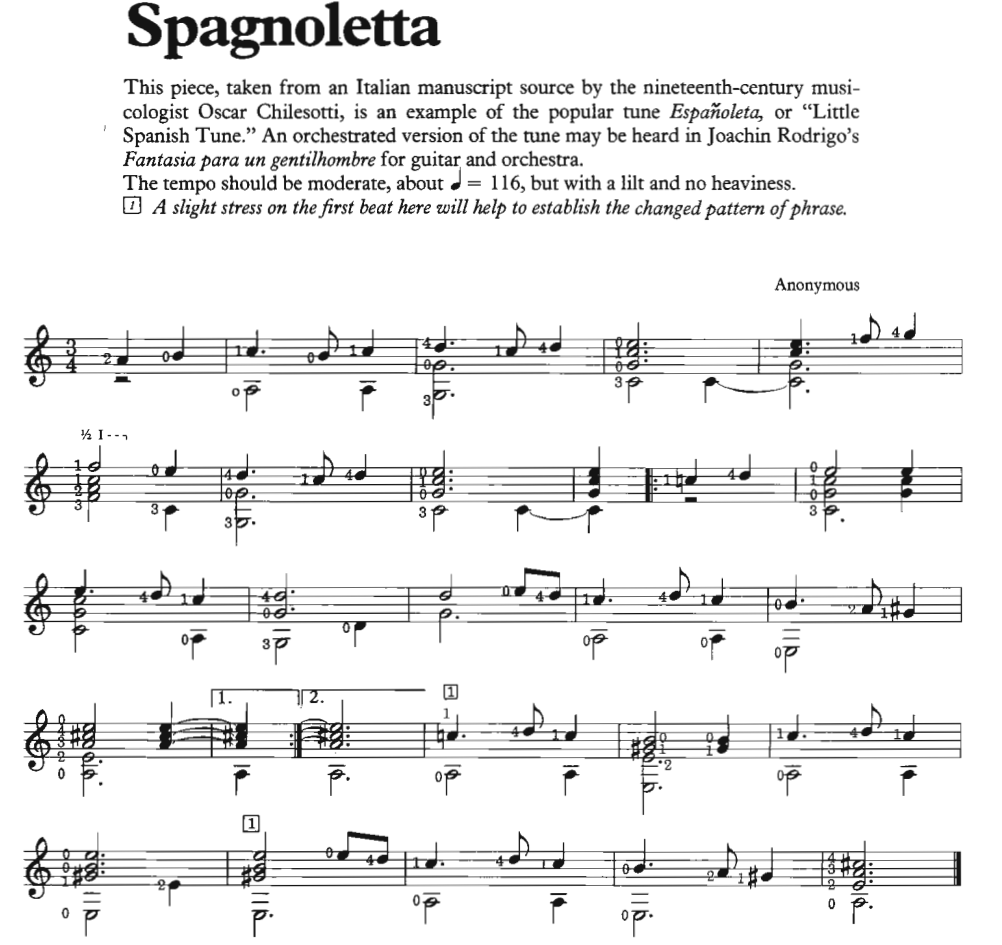 Spagnoletta
This piece, taken from an Italian manuscript source by the nineteenth-century musi-
cologist Oscar Chilesotti, is an example of the popular tune Españoleta, or “Little
Spanish Tune.” An orchestrated version of the tune may be heard in Joachin Rodrigo’s
Fantasia para un gentilhombre for guitar and orchestra.
The tempo should be moderate, about ♩ = 116, but with a lilt and no heaviness.
1 A slight stress on the first beat here will help to establish the changed pattern of phrase.
Anonymous
½ I
1. 2. 1
1